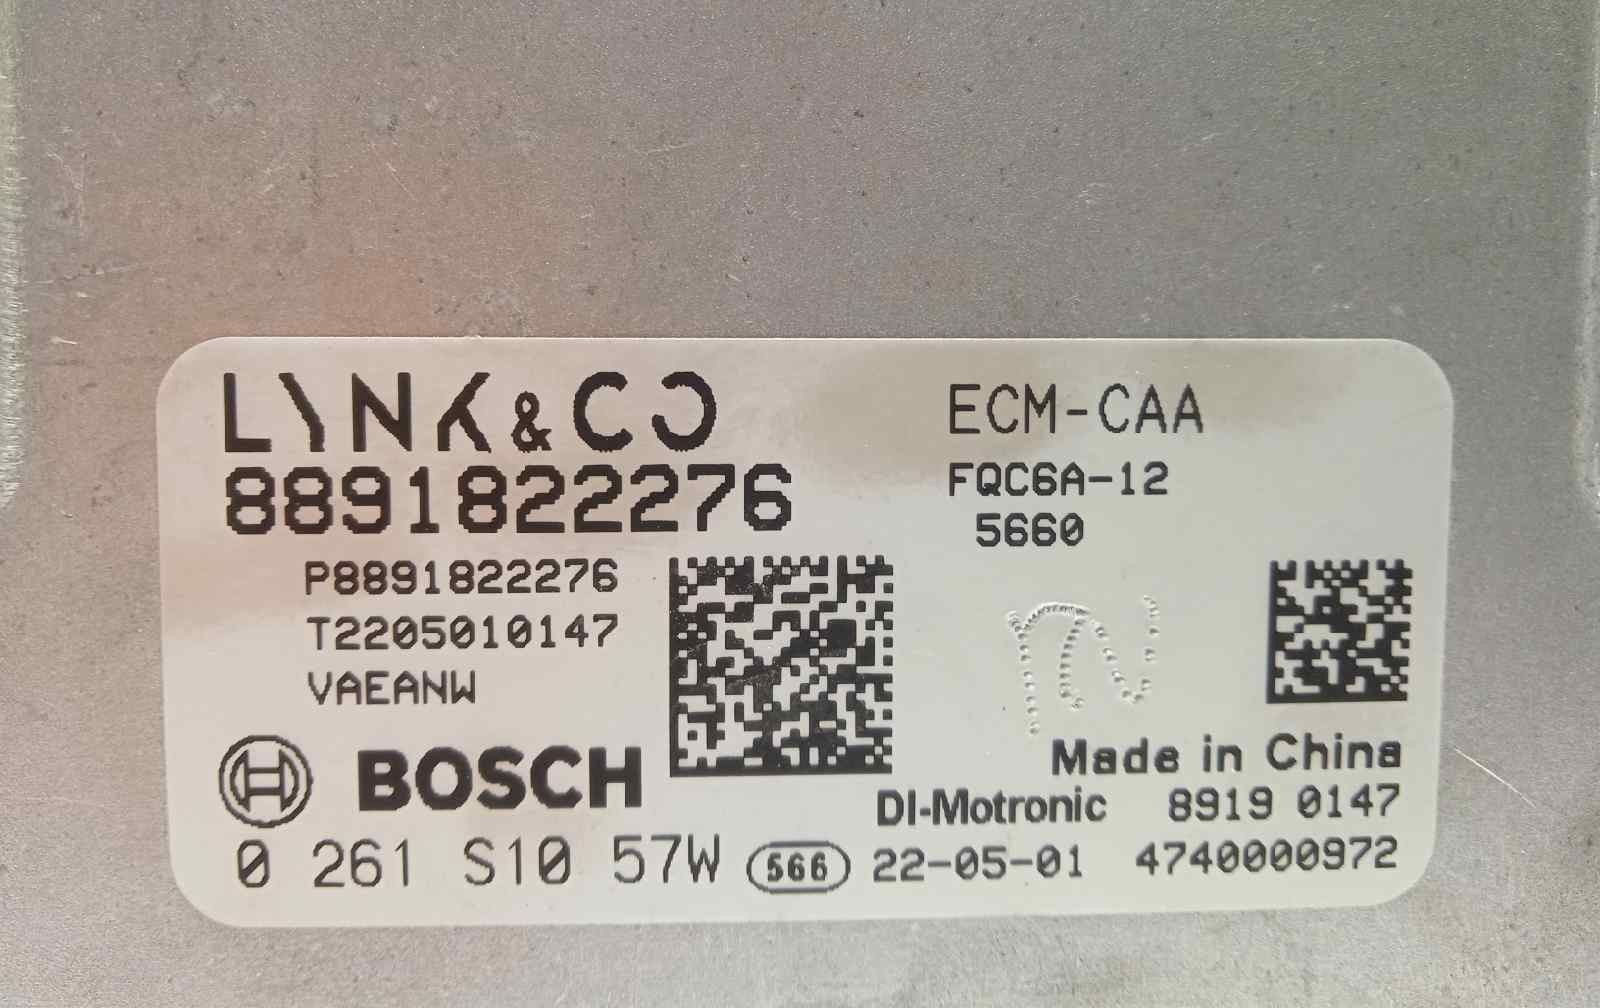 LYNK & CO
ECM-CAA
8891822276
FQC6A-12
5660
P8891822276
T2205010147
VAEANW
BOSCH
Made in China
DI-Motronic 8919 0147
0 261 S10 57W 566 22-05-01 4740000972